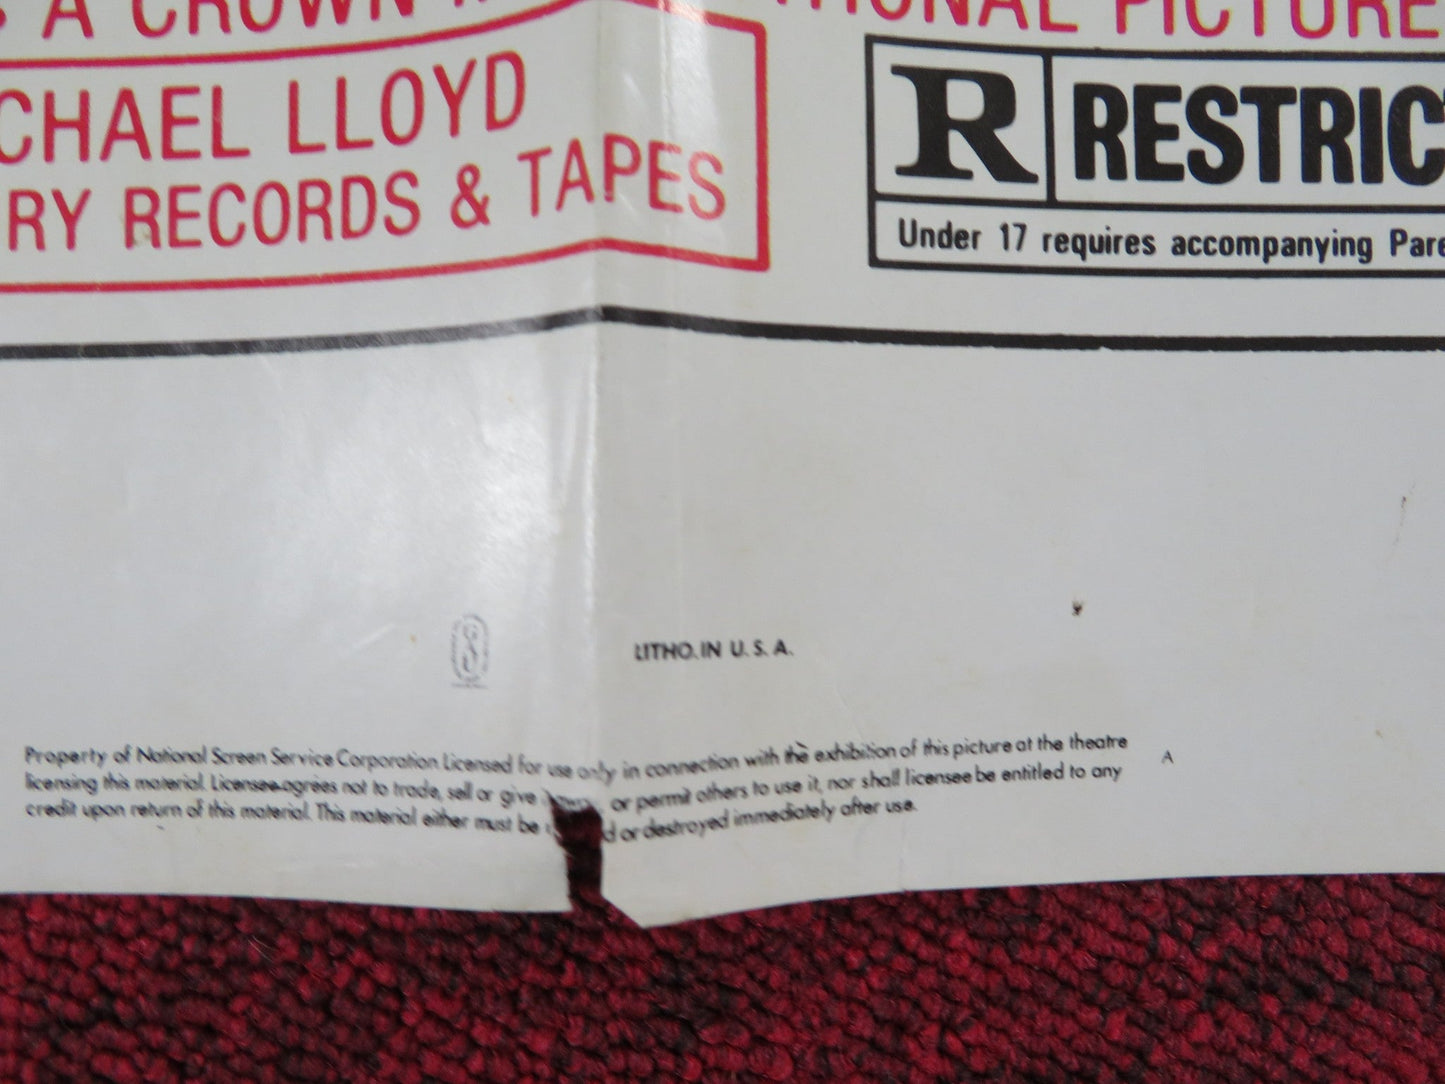 A CROWN
PICTURE
CHAEL LLOYD
RY RECORDS & TAPES
R RESTRIC
Under 17 requires accompanying Pare
S
LITHO. IN U. S. A.
Property of National Screen Service Corporation. Licensed for use only in connection with the exhibition of this picture at the theatre
licensing this material. Licensee agrees not to trade, sell or give or permit others to use it, nor shall licensee be entitled to any
credit upon return of this material. This material either must be d or destroyed immediately after use.
A